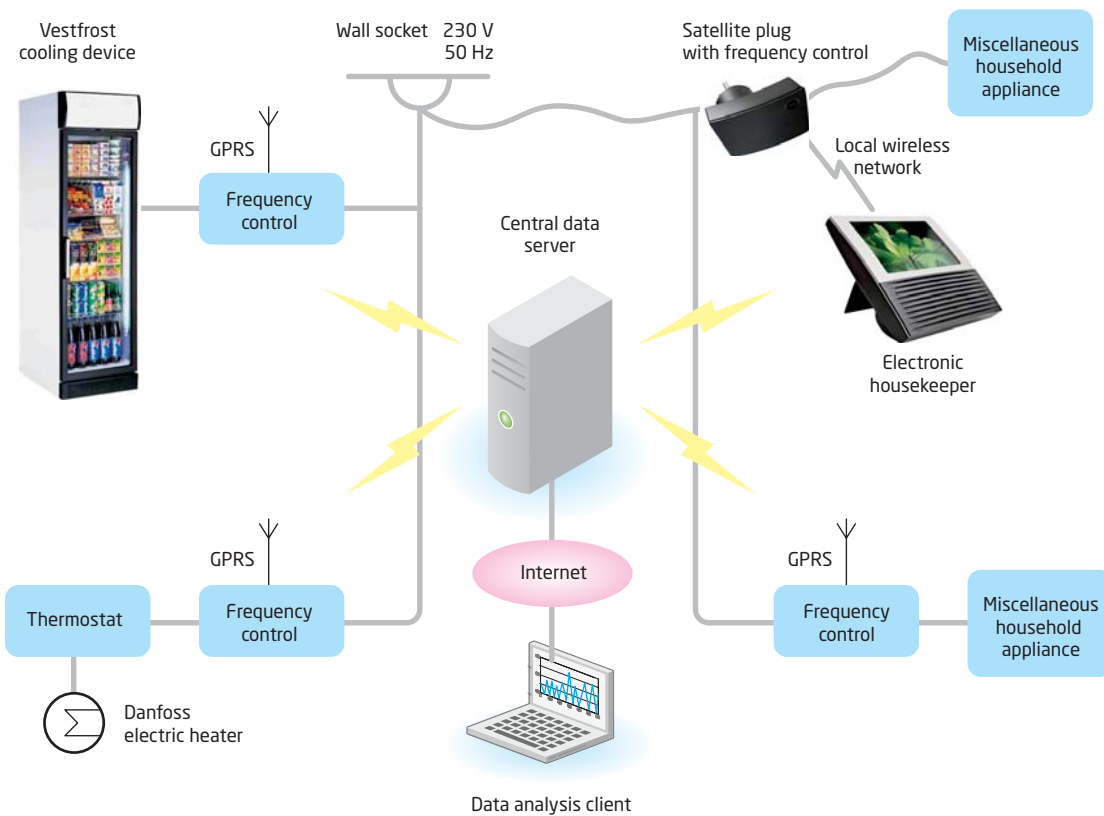 Vestfrost
cooling device
Wall socket 230 V
50 Hz
Satellite plug
with frequency control
Miscellaneous
household
appliance
GPRS
Frequency
control
Local wireless
network
Central data
server
Electronic
housekeeper
GPRS
Thermostat
Frequency
control
Danfoss
electric heater
Internet
Data analysis client
GPRS
Frequency
control
Miscellaneous
household
appliance